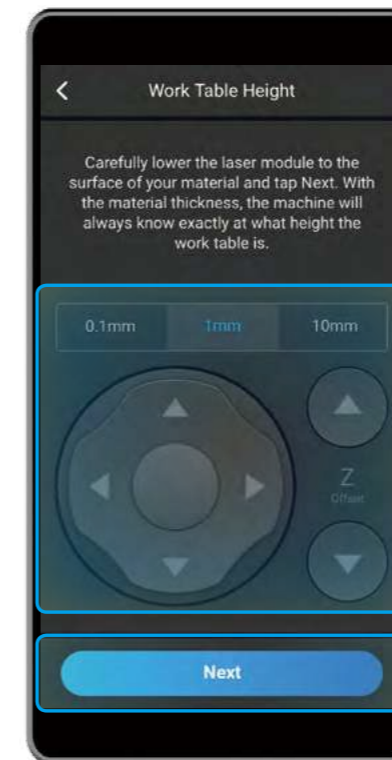 Work Table Height
Carefully lower the laser module to the
surface of your material and tap Next. With
the material thickness, the machine will
always know exactly at what height the
work table is.
0.1mm 1mm 10mm
Z
Offset
Next